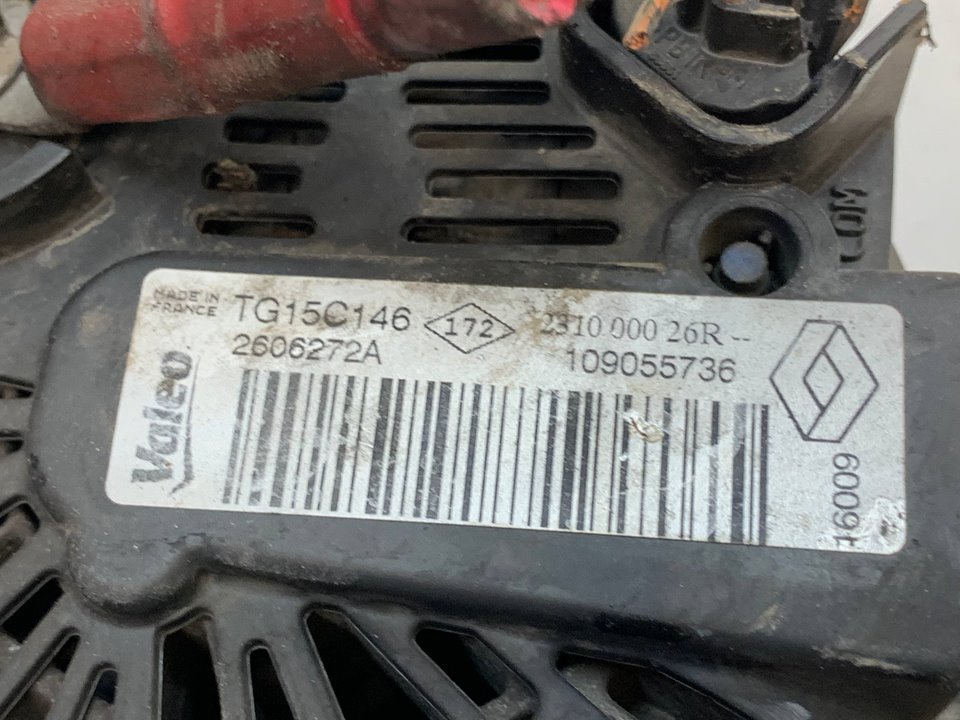 MADE IN
FRANCE
TG15C146
172
2310 000 26R--
2606272A
109055736
Valeo
16009